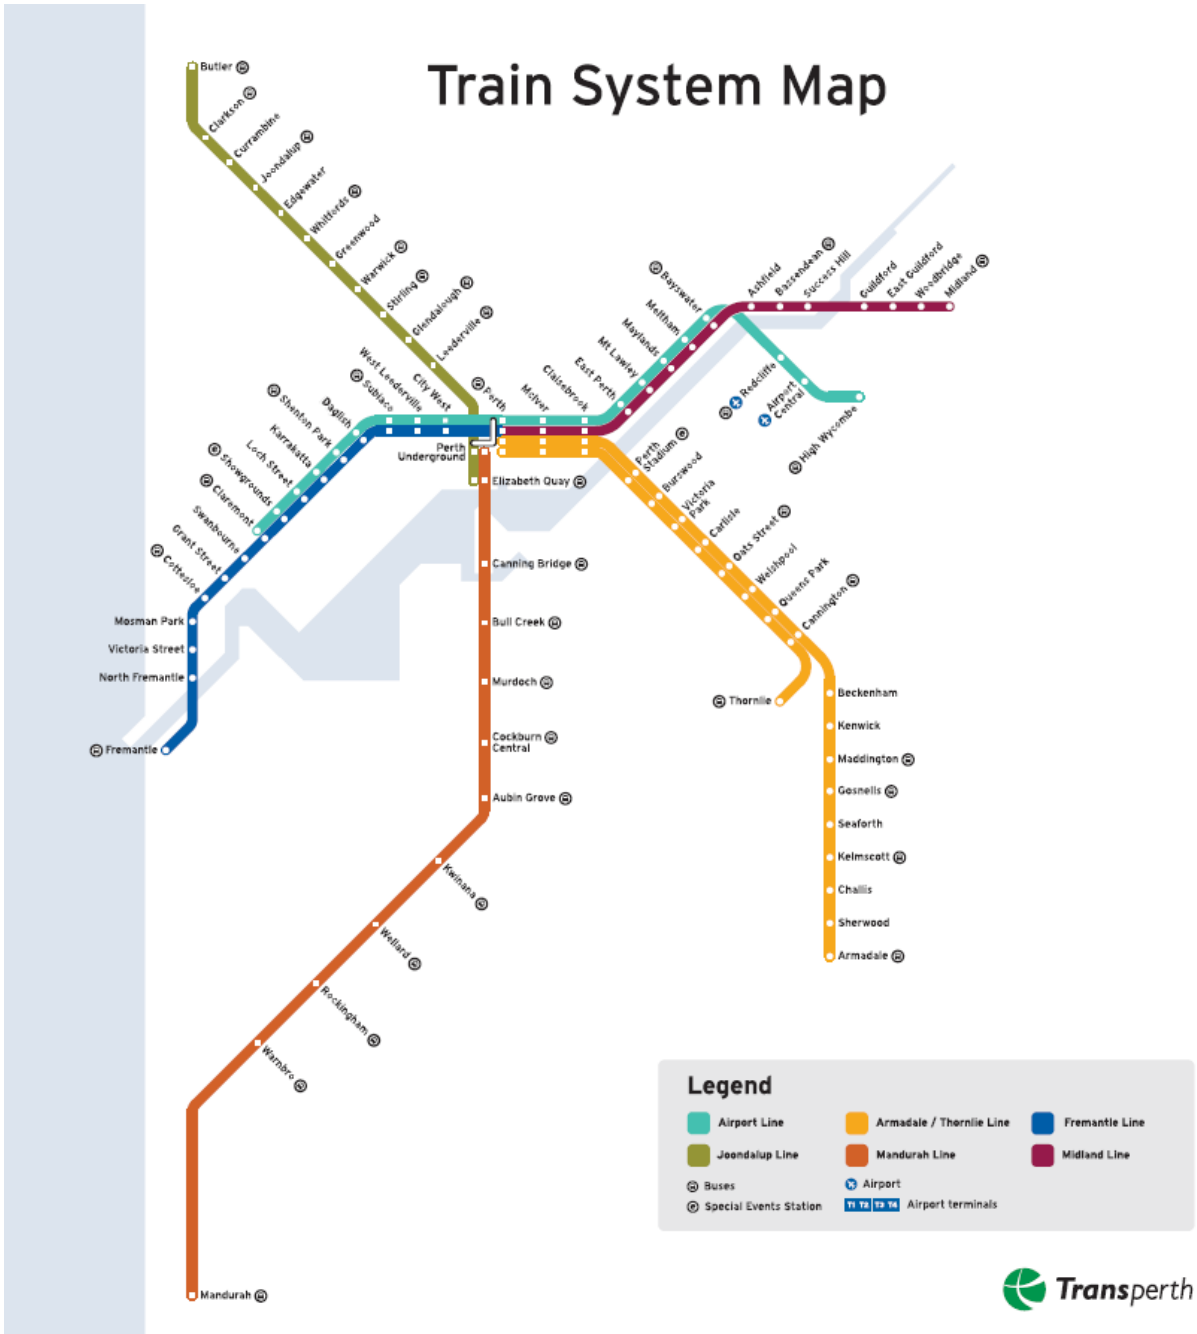 Train System Map
Butler
Clarkson
Currambine
Joondalup
Edgewater
Whitfords
Greenwood
Warwick
Stirling
Glendalough
Leederville
Perth
McIver
Claisebrook
East Perth
Mt Lawley
Maylands
Meltham
Bayswater
Ashfield
Bassendean
Success Hill
Guildford
East Guildford
Woodbridge
Midland
Redcliffe
Airport
Central
High Wycombe
City West
West Leederville
Subiaco
Daglish
Shenton Park
Karrakatta
Loch Street
Showgrounds
Claremont
Swanbourne
Grant Street
Cottesloe
Mosman Park
Victoria Street
North Fremantle
Fremantle
Perth
Underground
Elizabeth Quay
Canning Bridge
Bull Creek
Murdoch
Cockburn
Central
Aubin Grove
Kwinana
Wellard
Rockingham
Warnbro
Mandurah
Perth
Stadium
Burswood
Victoria
Park
Carlisle
Oats Street
Welshpool
Queens Park
Cannington
Thornlie
Beckenham
Kenwick
Maddington
Gosnells
Seaforth
Kelmscott
Challis
Sherwood
Armadale
Legend
Airport Line
Armadale / Thornlie Line
Fremantle Line
Joondalup Line
Mandurah Line
Midland Line
Buses
Airport
Special Events Station
T1 T2 T3 T4 Airport terminals
Transperth